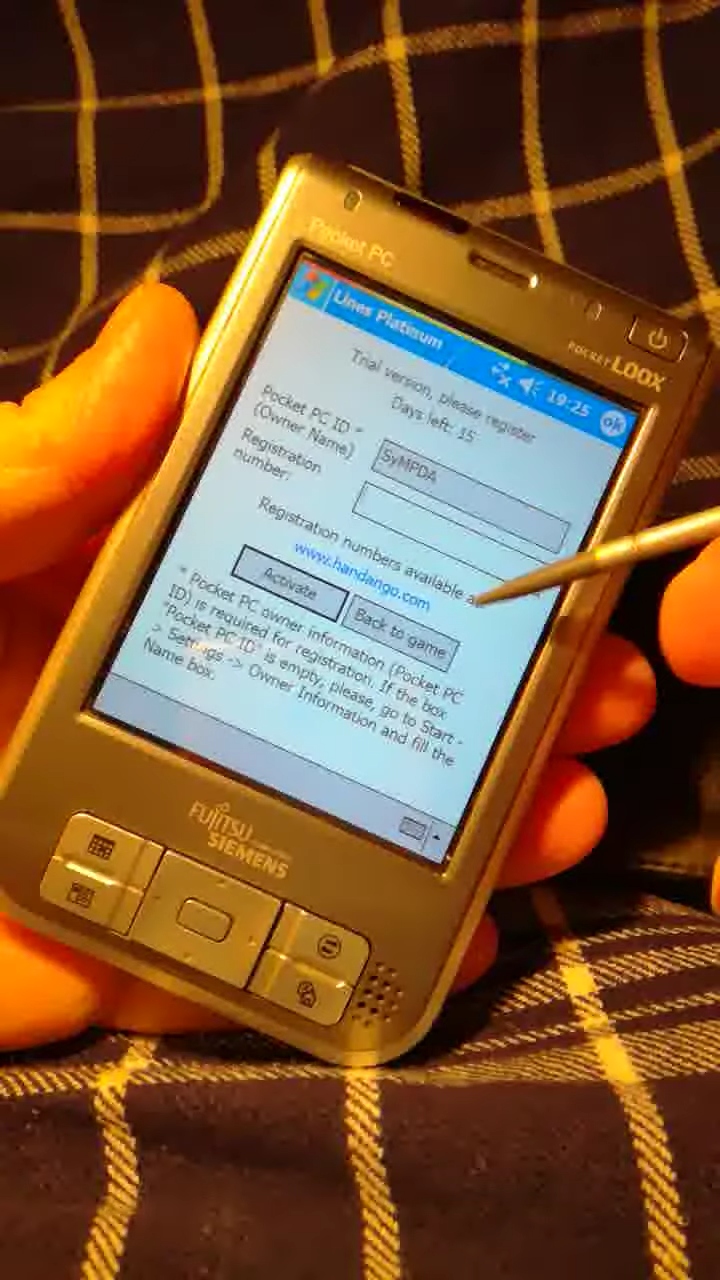 Pocket PC
POCKET LOOX
Lines Platinum
19:25
ok
Trial version, please register
Days left: 15
Pocket PC ID *
(Owner Name)
SyMPDA
Registration
number:
Registration numbers available a
www.handango.com
Activate
Back to game
* Pocket PC owner information (Pocket PC
ID) is required for registration. If the box
"Pocket PC ID" is empty, please, go to Start -
> Settings -> Owner Information and fill the
Name box.
FUJITSU
SIEMENS